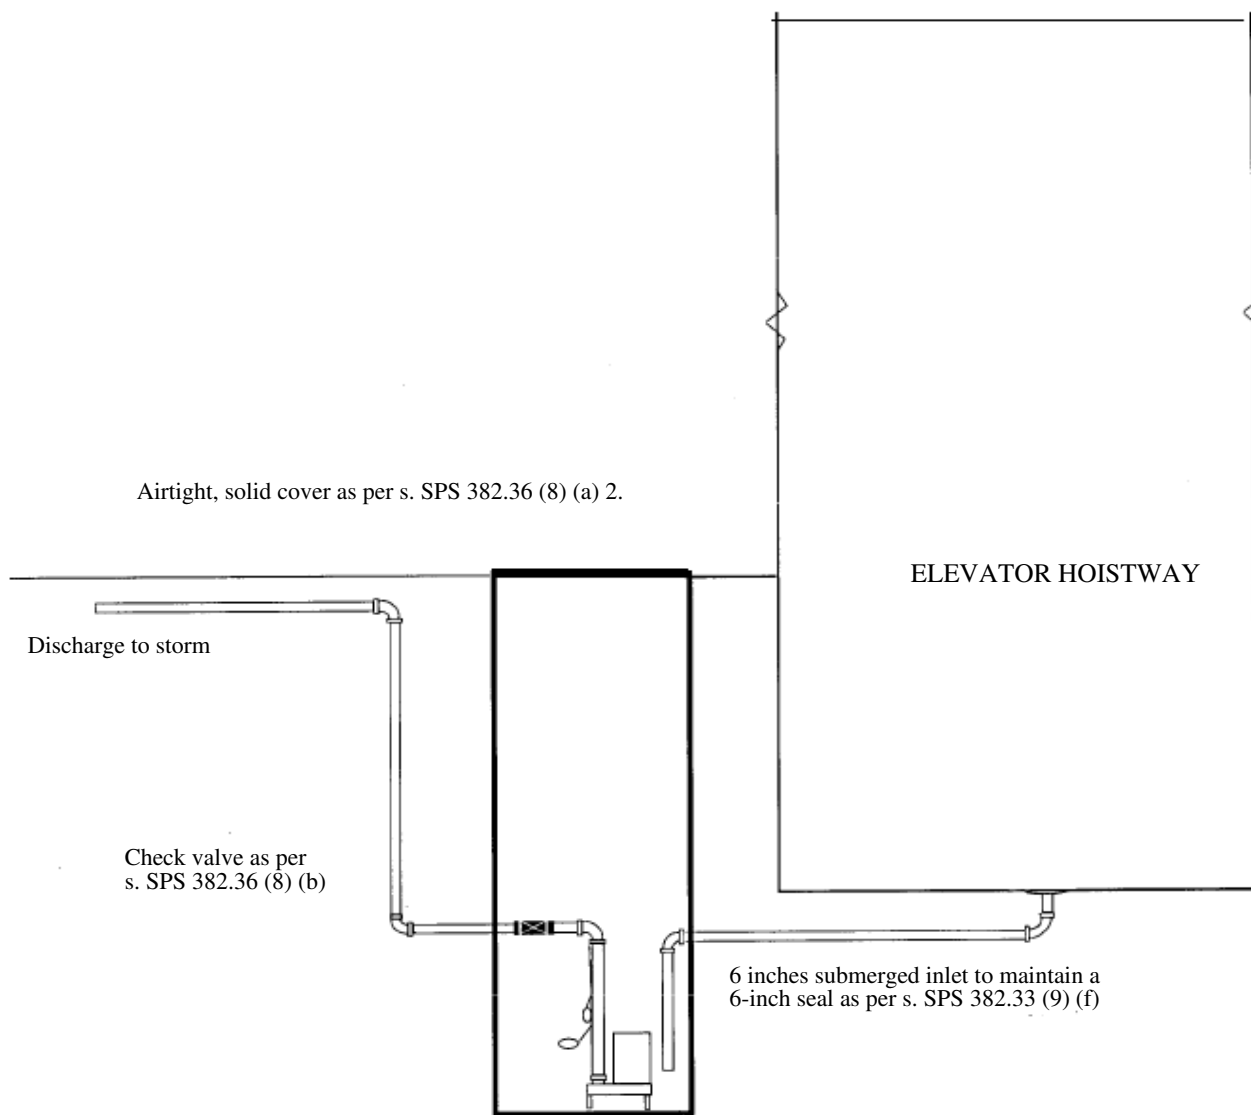 Airtight, solid cover as per s. SPS 382.36 (8) (a) 2.
ELEVATOR HOISTWAY
Discharge to storm
Check valve as per
s. SPS 382.36 (8) (b)
6 inches submerged inlet to maintain a
6-inch seal as per s. SPS 382.33 (9) (f)